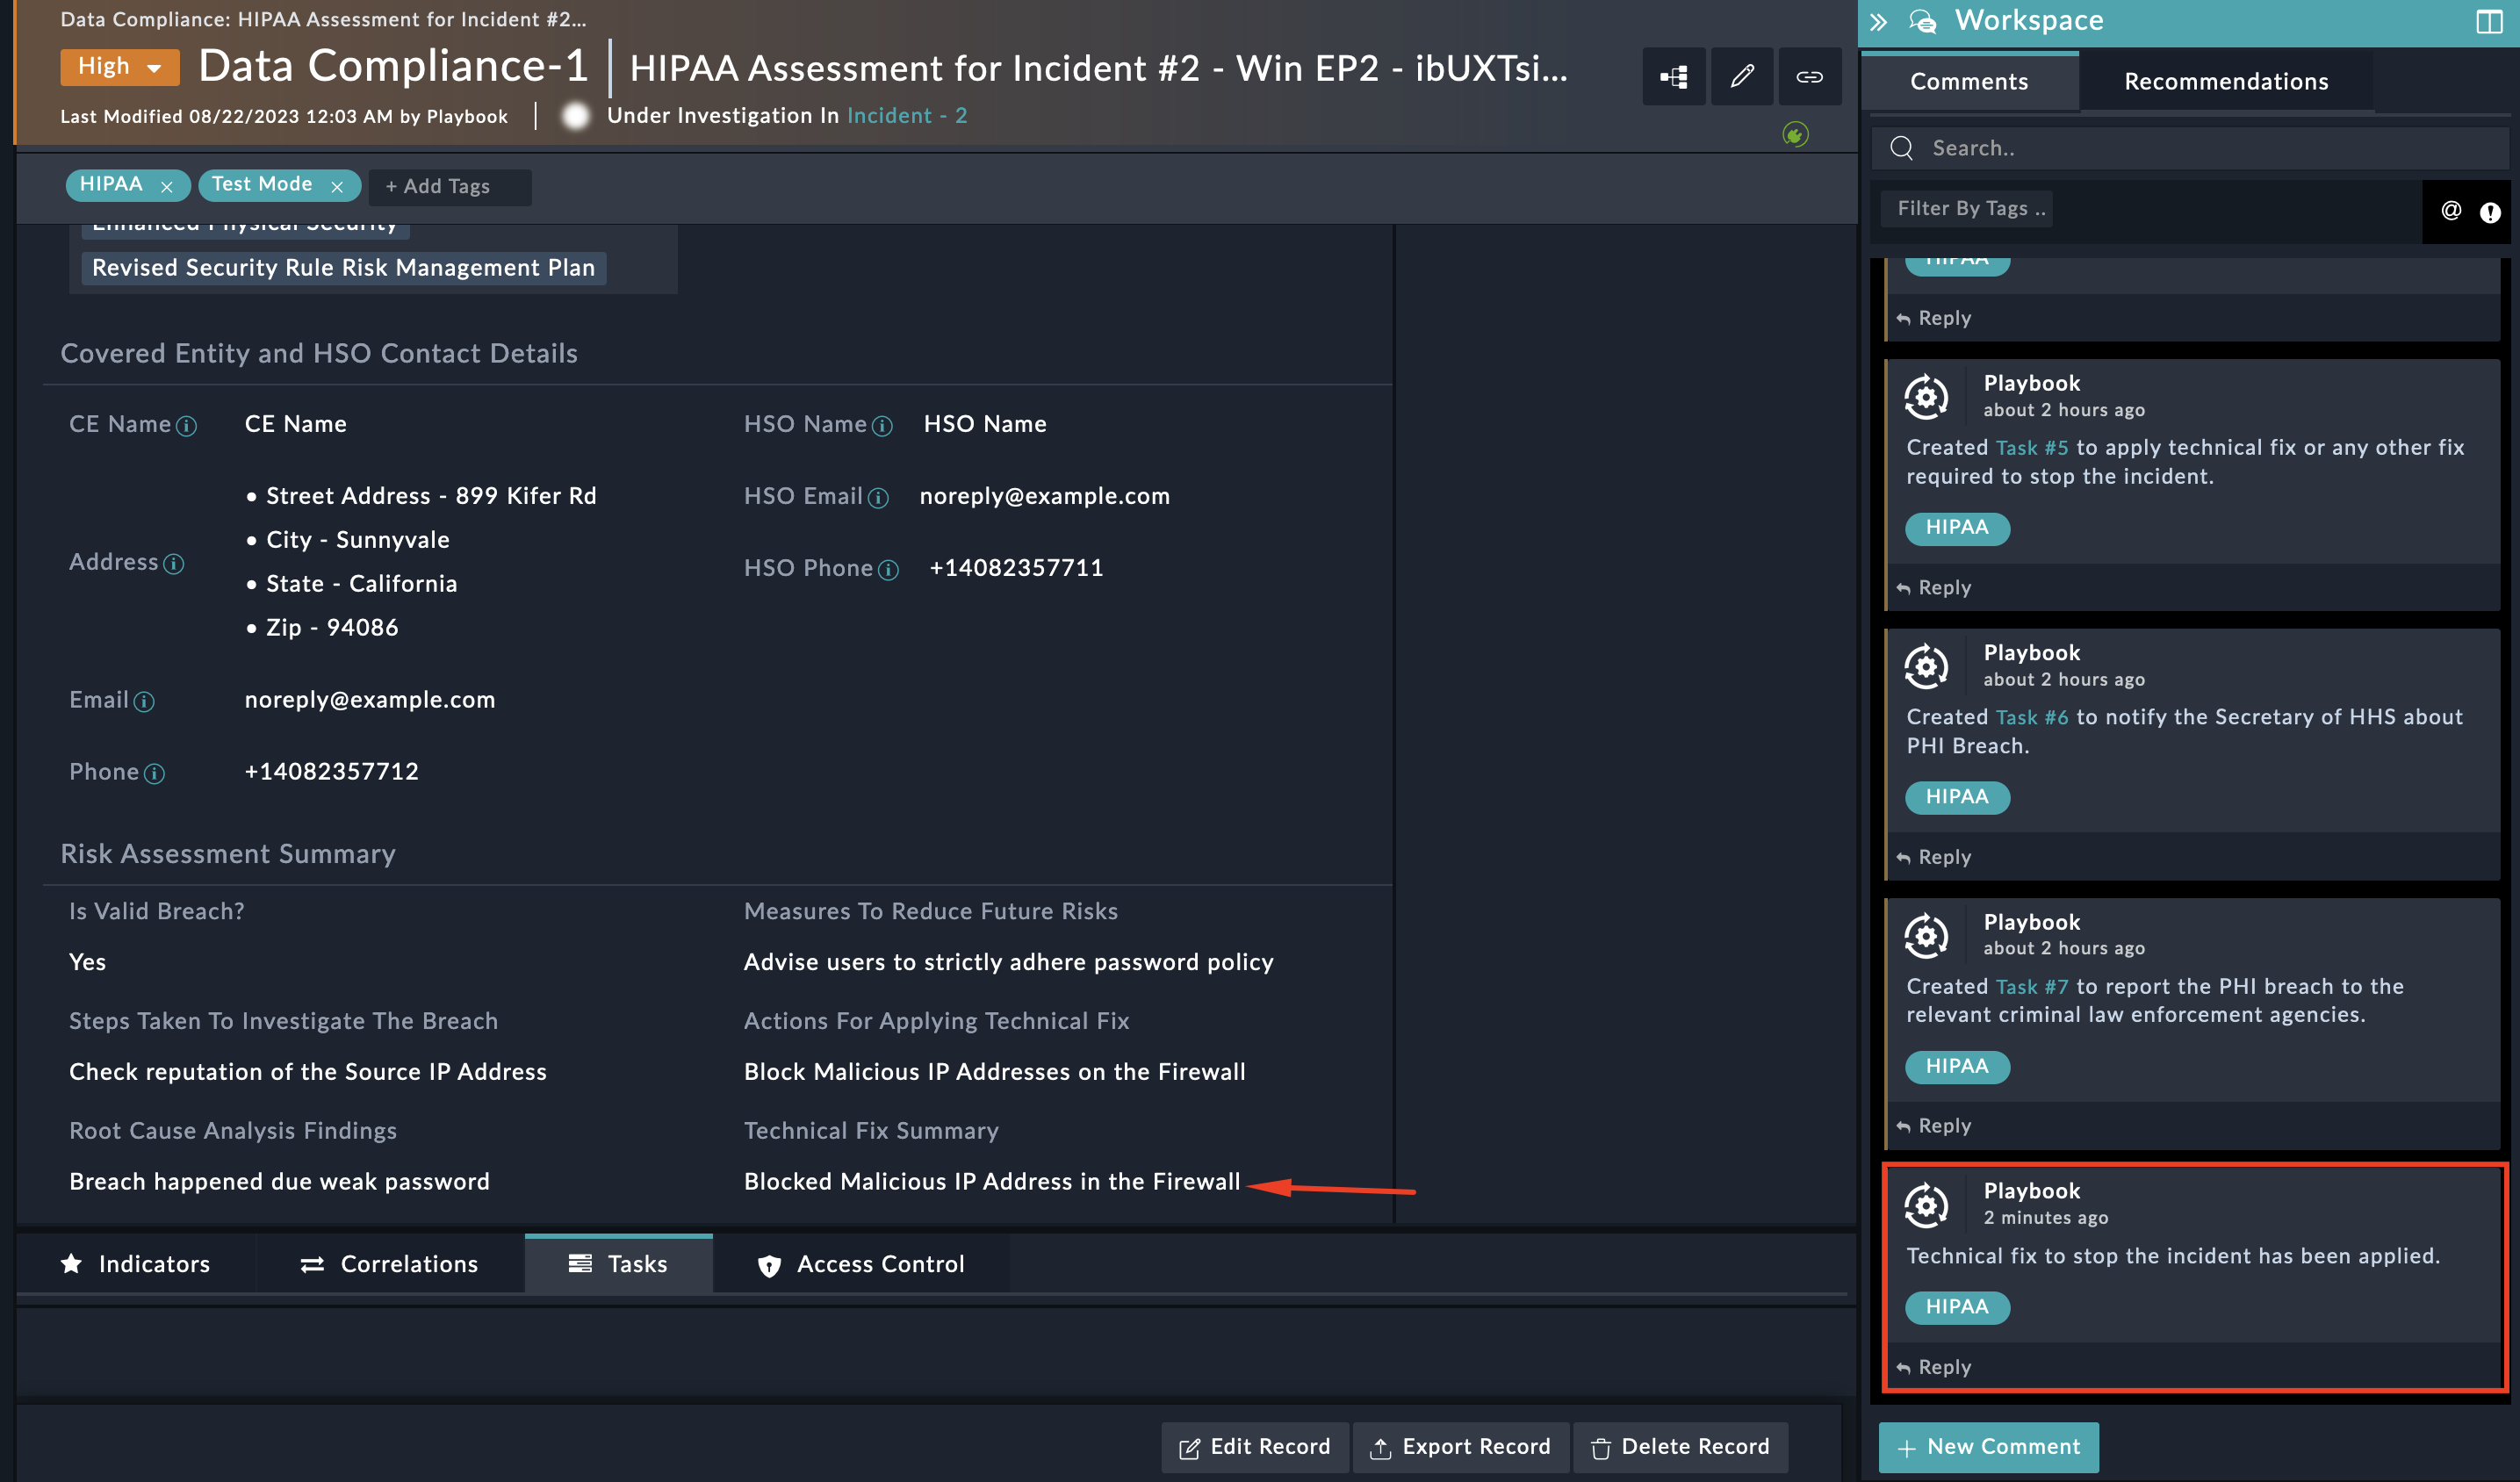 Data Compliance: HIPAA Assessment for Incident #2...
High
Data Compliance-1
HIPAA Assessment for Incident #2 - Win EP2 - ibUXTsi...
Last Modified 08/22/2023 12:03 AM by Playbook
Under Investigation In Incident - 2
HIPAA ×
Test Mode ×
+ Add Tags
Enhanced Physical Security
Revised Security Rule Risk Management Plan
Covered Entity and HSO Contact Details
CE Name
CE Name
Address
• Street Address - 899 Kifer Rd
• City - Sunnyvale
• State - California
• Zip - 94086
Email
noreply@example.com
Phone
+14082357712
HSO Name
HSO Name
HSO Email
noreply@example.com
HSO Phone
+14082357711
Risk Assessment Summary
Is Valid Breach?
Yes
Steps Taken To Investigate The Breach
Check reputation of the Source IP Address
Root Cause Analysis Findings
Breach happened due weak password
Measures To Reduce Future Risks
Advise users to strictly adhere password policy
Actions For Applying Technical Fix
Block Malicious IP Addresses on the Firewall
Technical Fix Summary
Blocked Malicious IP Address in the Firewall
Indicators
Correlations
Tasks
Access Control
Edit Record
Export Record
Delete Record
Workspace
Comments
Recommendations
Search..
Filter By Tags ..
@
HIPAA
Reply
Playbook
about 2 hours ago
Created Task #5 to apply technical fix or any other fix
required to stop the incident.
HIPAA
Reply
Playbook
about 2 hours ago
Created Task #6 to notify the Secretary of HHS about
PHI Breach.
HIPAA
Reply
Playbook
about 2 hours ago
Created Task #7 to report the PHI breach to the
relevant criminal law enforcement agencies.
HIPAA
Reply
Playbook
2 minutes ago
Technical fix to stop the incident has been applied.
HIPAA
Reply
+ New Comment